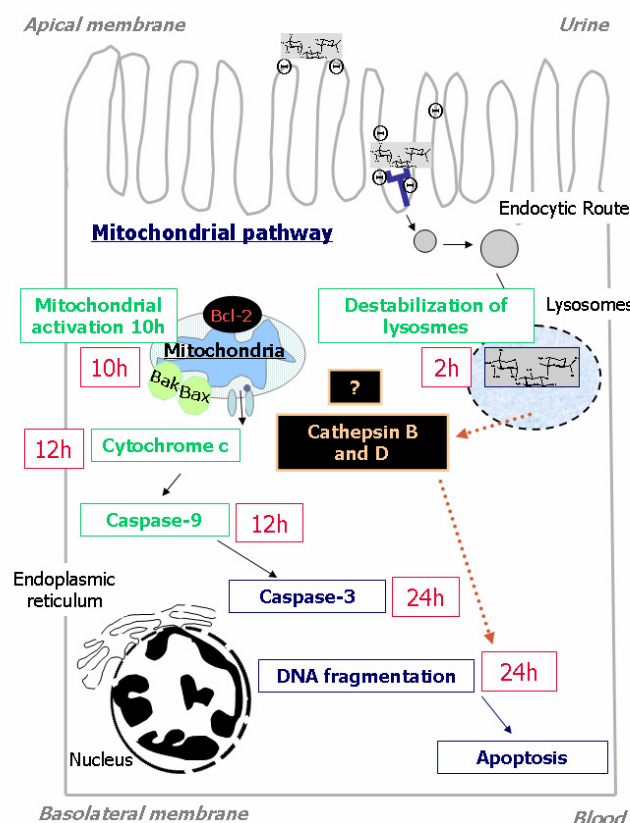 Apical membrane
Urine
Endocytic Route
Mitochondrial pathway
Mitochondrial
activation 10h
Bcl-2
Destabilization of
lysosmes
Lysosomes
Mitochondria
10h
2h
Bak
Bax
?
12h
Cytochrome c
Cathepsin B
and D
Caspase-9
12h
Endoplasmic
reticulum
Caspase-3
24h
DNA fragmentation
24h
Nucleus
Apoptosis
Basolateral membrane
Blood